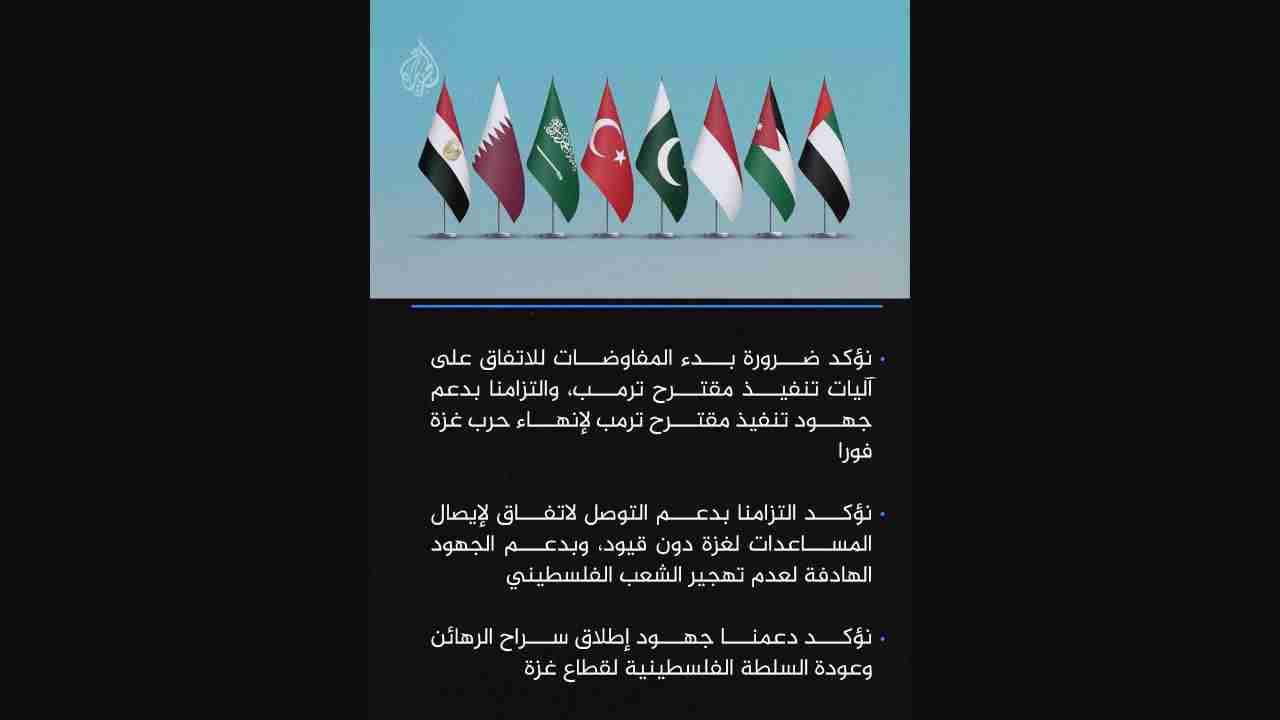 الجزيرة
نؤكد ضرورة بدء المفاوضات للاتفاق على
آليات تنفيذ مقترح ترمب، والتزامنا بدعم
جهود تنفيذ مقترح ترمب لإنهاء حرب غزة
فورا
نؤكد التزامنا بدعم التوصل لاتفاق لإيصال
المساعدات لغزة دون قيود، وبدعم الجهود
الهادفة لعدم تهجير الشعب الفلسطيني
نؤكد دعمنا جهود إطلاق سراح الرهائن
وعودة السلطة الفلسطينية لقطاع غزة